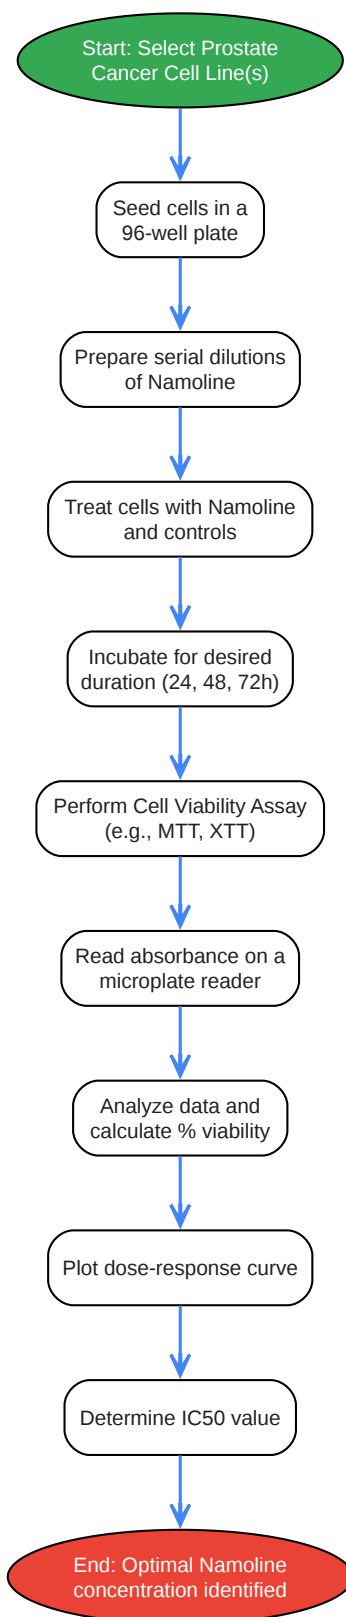 Start: Select Prostate
Cancer Cell Line(s)
Seed cells in a
96-well plate
Prepare serial dilutions
of Namoline
Treat cells with Namoline
and controls
Incubate for desired
duration (24, 48, 72h)
Perform Cell Viability Assay
(e.g., MTT, XTT)
Read absorbance on a
microplate reader
Analyze data and
calculate % viability
Plot dose-response curve
Determine IC50 value
End: Optimal Namoline
concentration identified